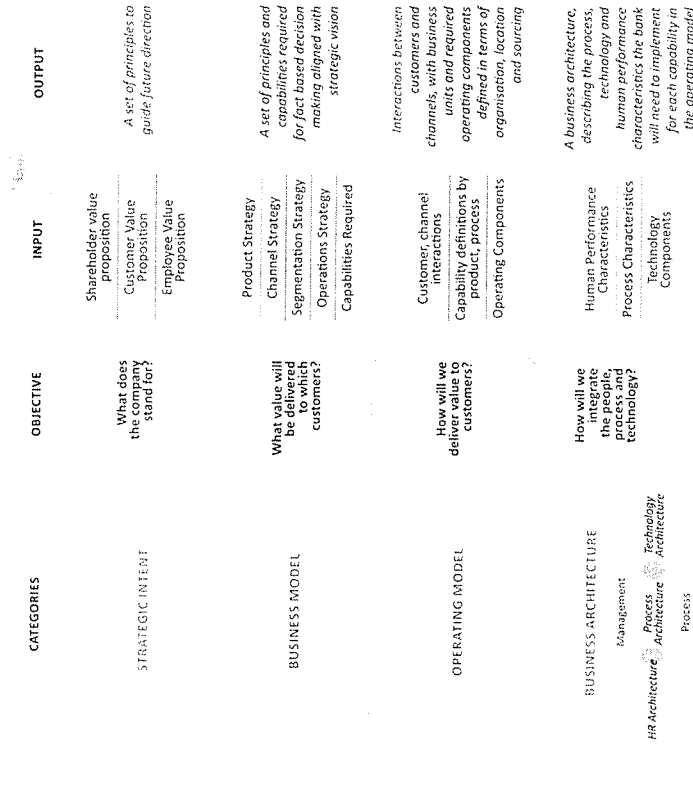 CATEGORIES
OBJECTIVE
INPUT
OUTPUT
STRATEGIC INTENT
What does
the company
stand for?
Shareholder value
proposition
Customer Value
Proposition
Employee Value
Proposition
A set of principles to
guide future direction
BUSINESS MODEL
What value will
be delivered
to which
customers?
Product Strategy
Channel Strategy
Segmentation Strategy
Operations Strategy
Capabilities Required
A set of principles and
capabilities required
for fact based decision
making aligned with
strategic vision
OPERATING MODEL
How will we
deliver value to
customers?
Customer, channel
interactions
Capability definitions by
product, process
Operating Components
Interactions between
customers and
channels, with business
units and required
operating components
defined in terms of
organisation, location
and sourcing
BUSINESS ARCHITECTURE
Management
HR Architecture
Process
Architecture
Technology
Architecture
Process
How will we
integrate
the people,
process and
technology?
Human Performance
Characteristics
Process Characteristics
Technology
Components
A business architecture,
describing the process,
technology and
human performance
characteristics the bank
will need to implement
for each capability in
the operating model